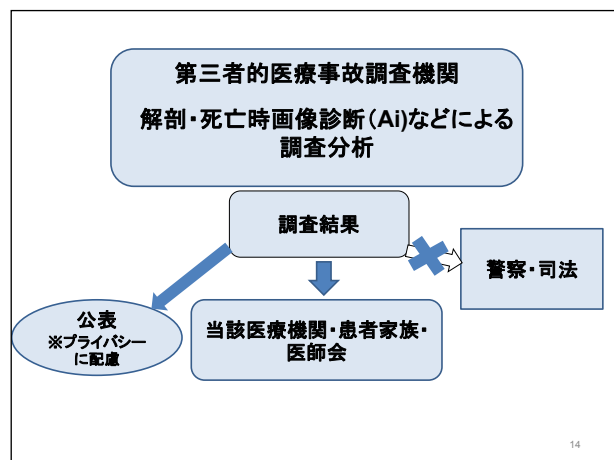 第三者的医療事故調査機関
解剖・死亡時画像診断(Ai)などによる
調査分析
調査結果
警察・司法
公表
※プライバシー
に配慮
当該医療機関・患者家族・
医師会
14